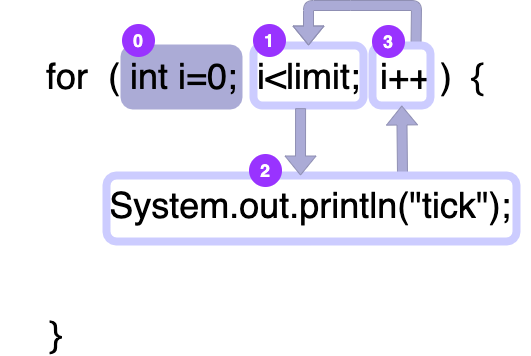 0 1 3
for ( int i=0; i<limit; i++ ) {
2
System.out.println("tick");
}